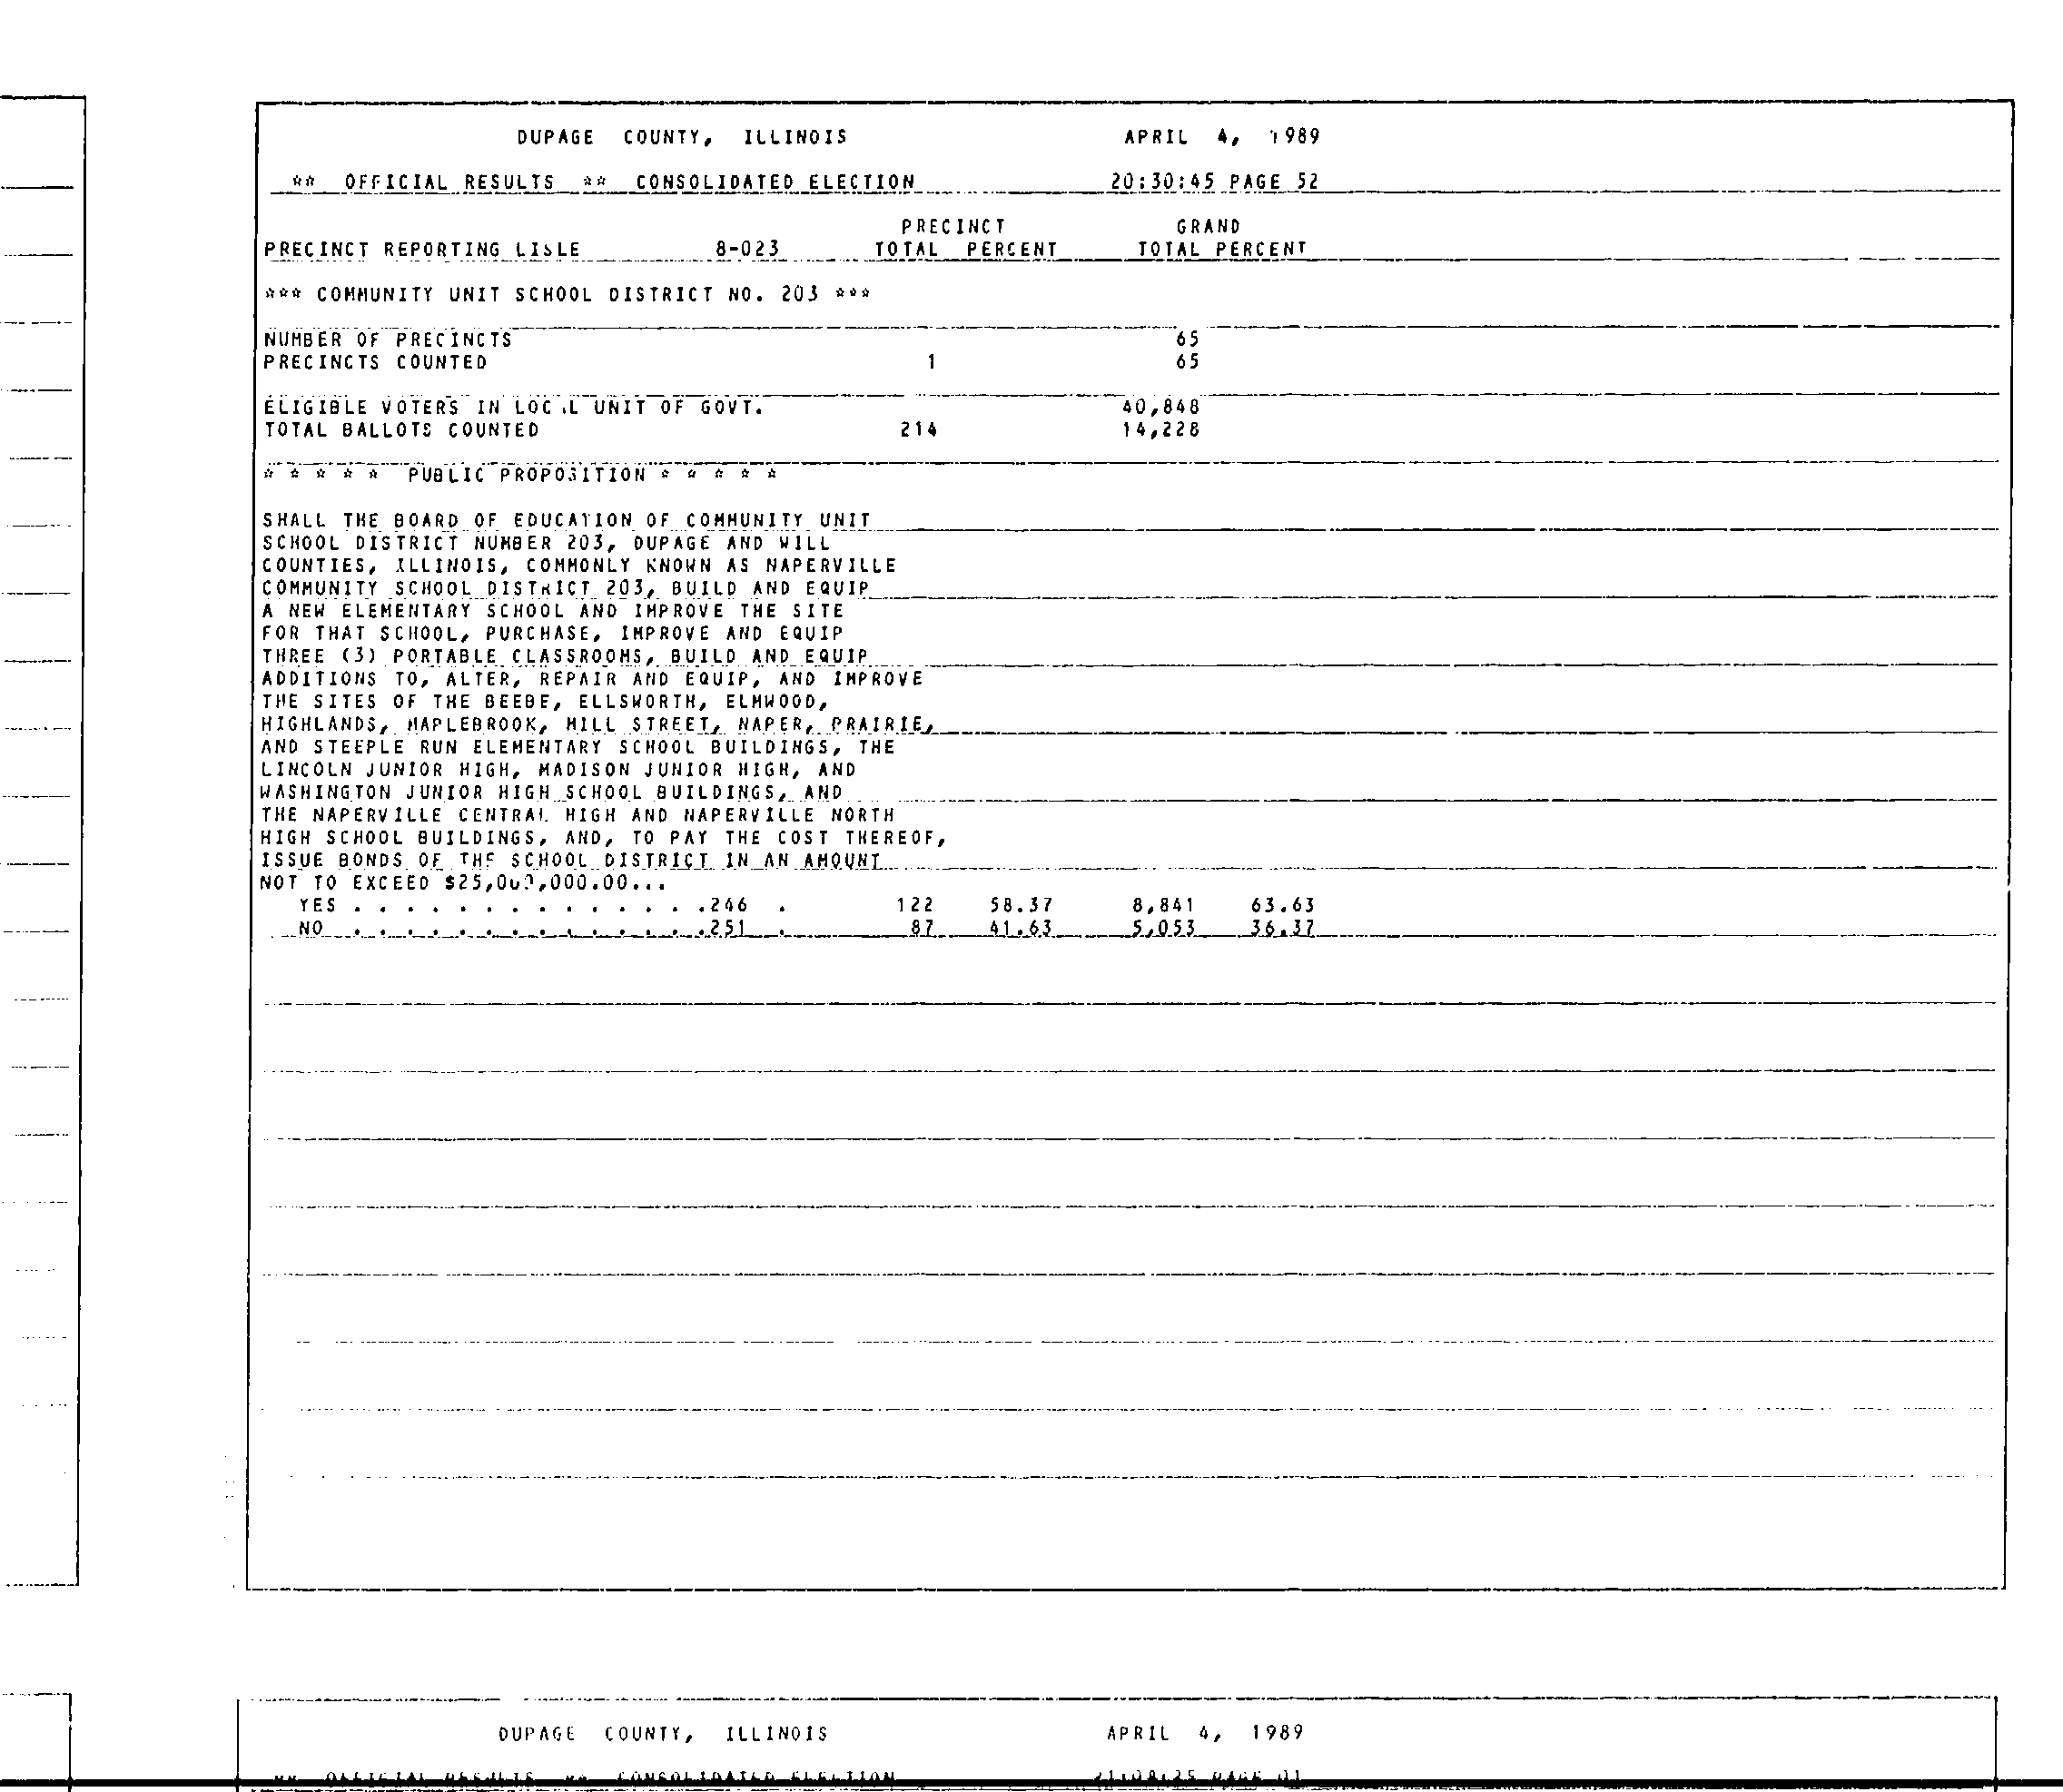 DUPAGE COUNTY, ILLINOIS APRIL 4, 1989
** OFFICIAL RESULTS ** CONSOLIDATED ELECTION 20:30:45 PAGE 52
PRECINCT GRAND
PRECINCT REPORTING LISLE 8-023 TOTAL PERCENT TOTAL PERCENT
*** COMMUNITY UNIT SCHOOL DISTRICT NO. 203 ***
NUMBER OF PRECINCTS 65
PRECINCTS COUNTED 1 65
ELIGIBLE VOTERS IN LOCAL UNIT OF GOVT. 40,848
TOTAL BALLOTS COUNTED 214 14,228
* * * * * PUBLIC PROPOSITION * * * * *
SHALL THE BOARD OF EDUCATION OF COMMUNITY UNIT
SCHOOL DISTRICT NUMBER 203, DUPAGE AND WILL
COUNTIES, ILLINOIS, COMMONLY KNOWN AS NAPERVILLE
COMMUNITY SCHOOL DISTRICT 203, BUILD AND EQUIP
A NEW ELEMENTARY SCHOOL AND IMPROVE THE SITE
FOR THAT SCHOOL, PURCHASE, IMPROVE AND EQUIP
THREE (3) PORTABLE CLASSROOMS, BUILD AND EQUIP
ADDITIONS TO, ALTER, REPAIR AND EQUIP, AND IMPROVE
THE SITES OF THE BEEBE, ELLSWORTH, ELMWOOD,
HIGHLANDS, MAPLEBROOK, MILL STREET, NAPER, PRAIRIE,
AND STEEPLE RUN ELEMENTARY SCHOOL BUILDINGS, THE
LINCOLN JUNIOR HIGH, MADISON JUNIOR HIGH, AND
WASHINGTON JUNIOR HIGH SCHOOL BUILDINGS, AND
THE NAPERVILLE CENTRAL HIGH AND NAPERVILLE NORTH
HIGH SCHOOL BUILDINGS, AND, TO PAY THE COST THEREOF,
ISSUE BONDS OF THE SCHOOL DISTRICT IN AN AMOUNT
NOT TO EXCEED $25,000,000.00...
YES . . . . . . . . . . . . . .246 . 122 58.37 8,841 63.63
NO . . . . . . . . . . . . . .251 . 87 41.63 5,053 36.37
DUPAGE COUNTY, ILLINOIS APRIL 4, 1989
** OFFICIAL RESULTS ** CONSOLIDATED ELECTION